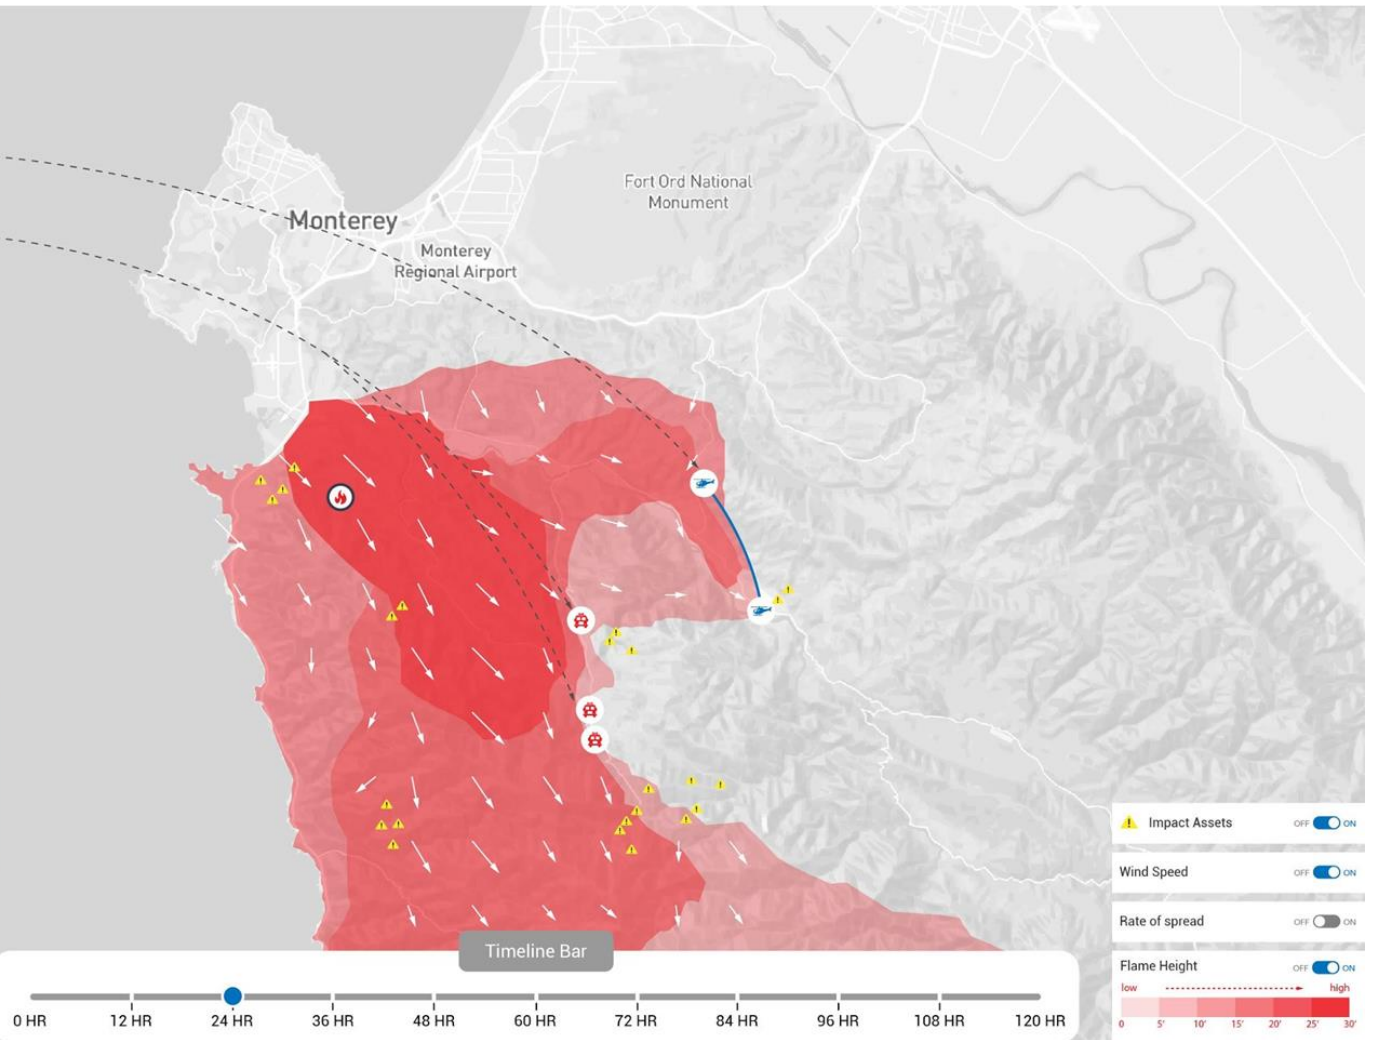 Fort Ord National
Monument
Monterey
Monterey
Regional Airport
Impact Assets OFF ON
Wind Speed OFF ON
Rate of spread OFF ON
Flame Height OFF ON
low high
0 5' 10' 15' 20' 25' 30'
Timeline Bar
0 HR 12 HR 24 HR 36 HR 48 HR 60 HR 72 HR 84 HR 96 HR 108 HR 120 HR